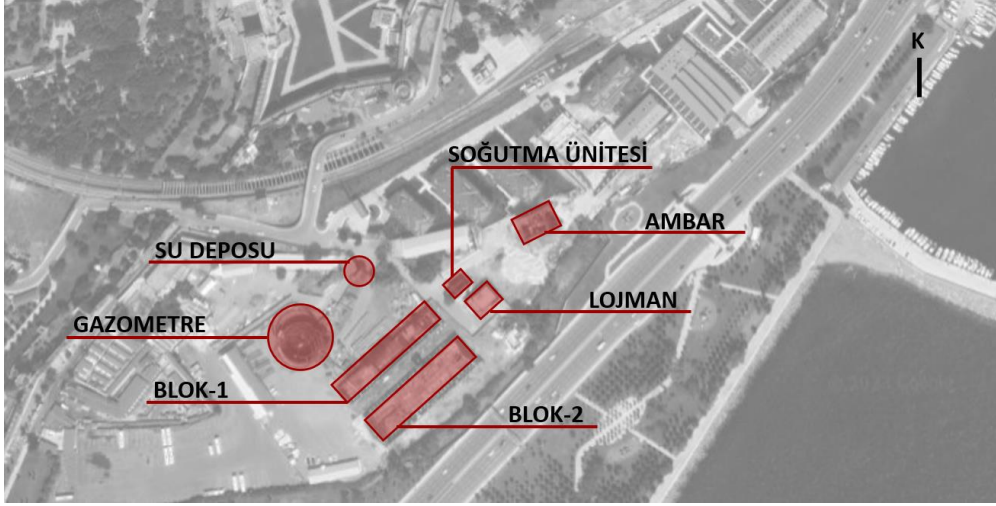 K
SOĞUTMA ÜNİTESİ
AMBAR
SU DEPOSU
LOJMAN
GAZOMETRE
BLOK-1
BLOK-2